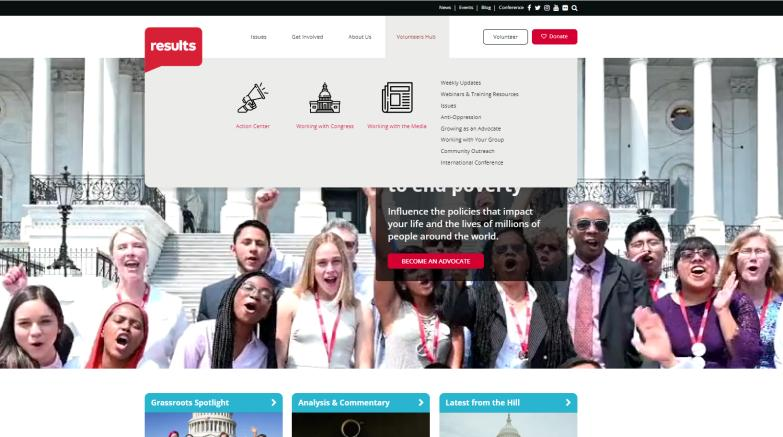 News | Events | Blog | Conference
results
Issues
Get Involved
About Us
Volunteers Hub
Volunteer
Donate
Action Center
Working with Congress
Working with the Media
Weekly Updates
Webinars & Training Resources
Issues
Anti-Oppression
Growing as an Advocate
Working with Your Group
Community Outreach
International Conference
to end poverty
Influence the policies that impact
your life and the lives of millions of
people around the world.
BECOME AN ADVOCATE
Grassroots Spotlight
Analysis & Commentary
Latest from the Hill